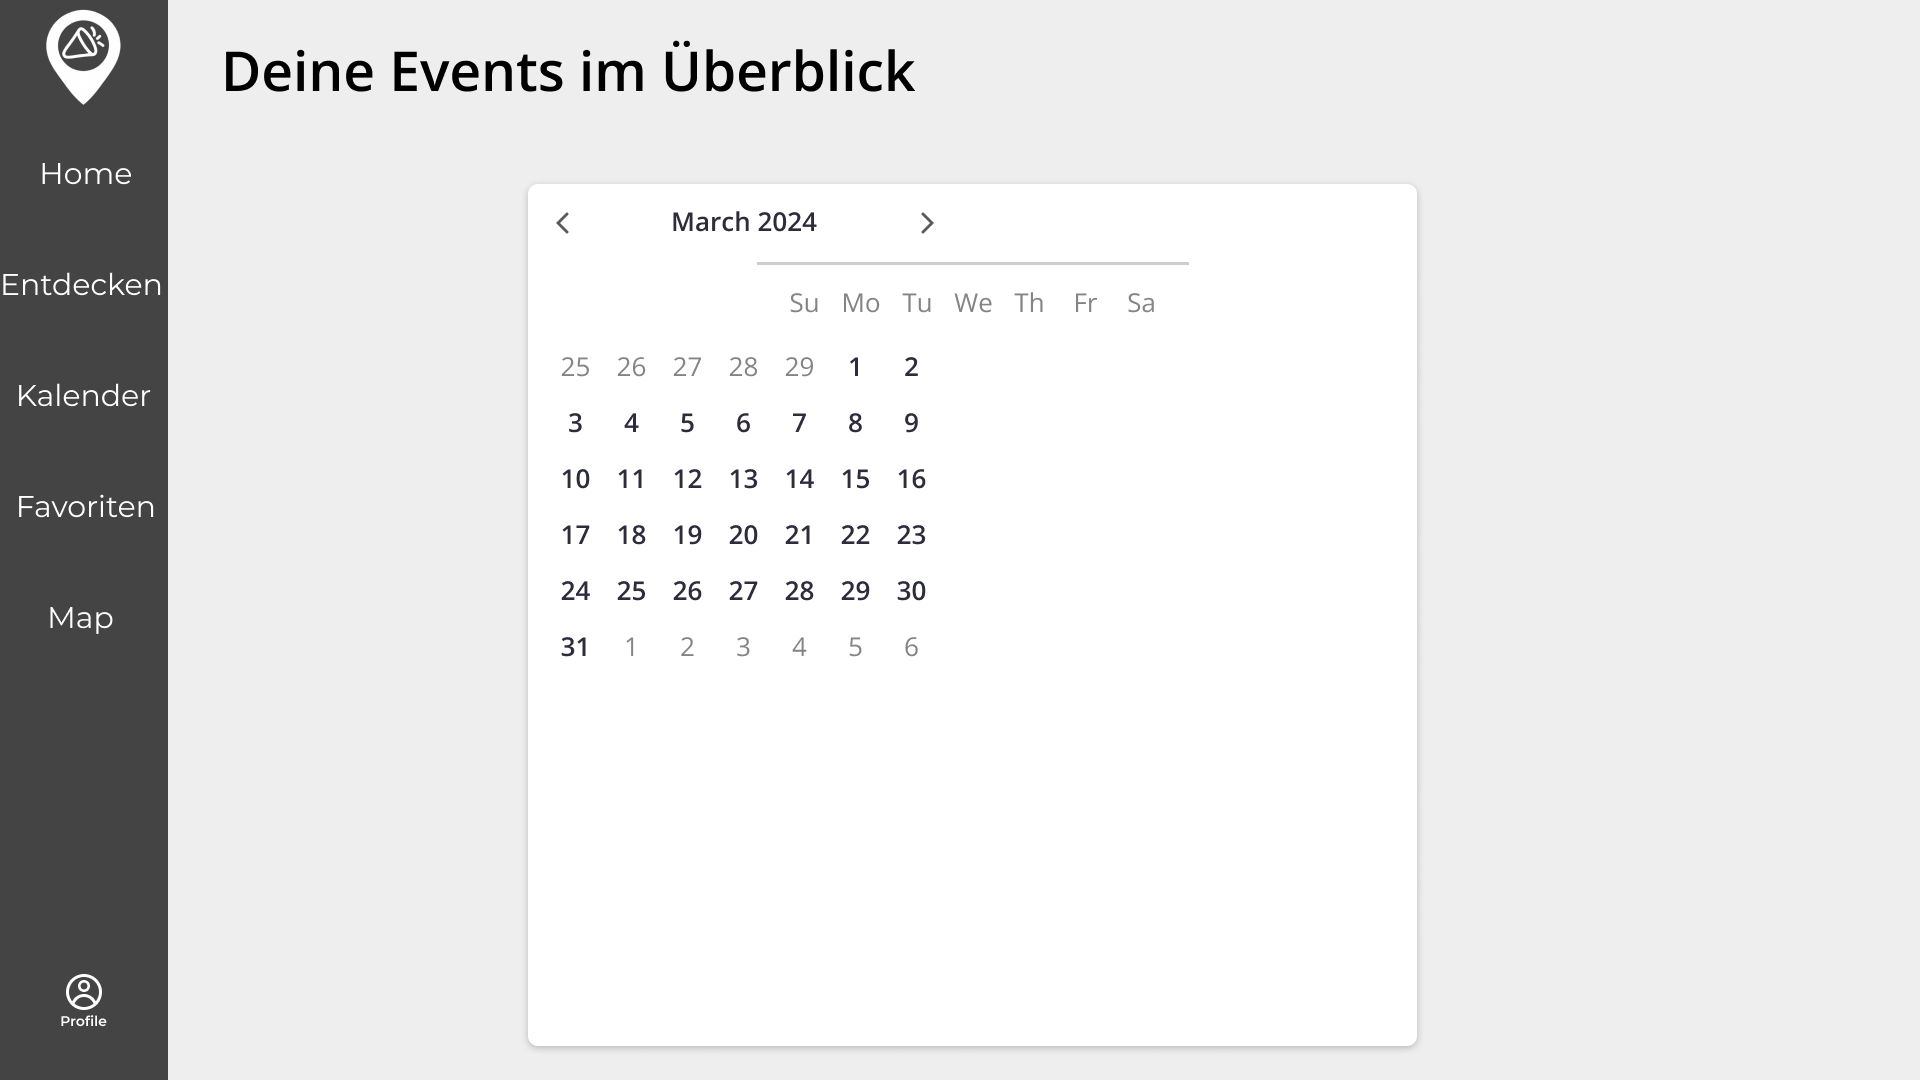 Deine Events im Überblick
Home
Entdecken
Kalender
Favoriten
Map
Profile
March 2024
Su Mo Tu We Th Fr Sa
25 26 27 28 29 1 2
3 4 5 6 7 8 9
10 11 12 13 14 15 16
17 18 19 20 21 22 23
24 25 26 27 28 29 30
31 1 2 3 4 5 6